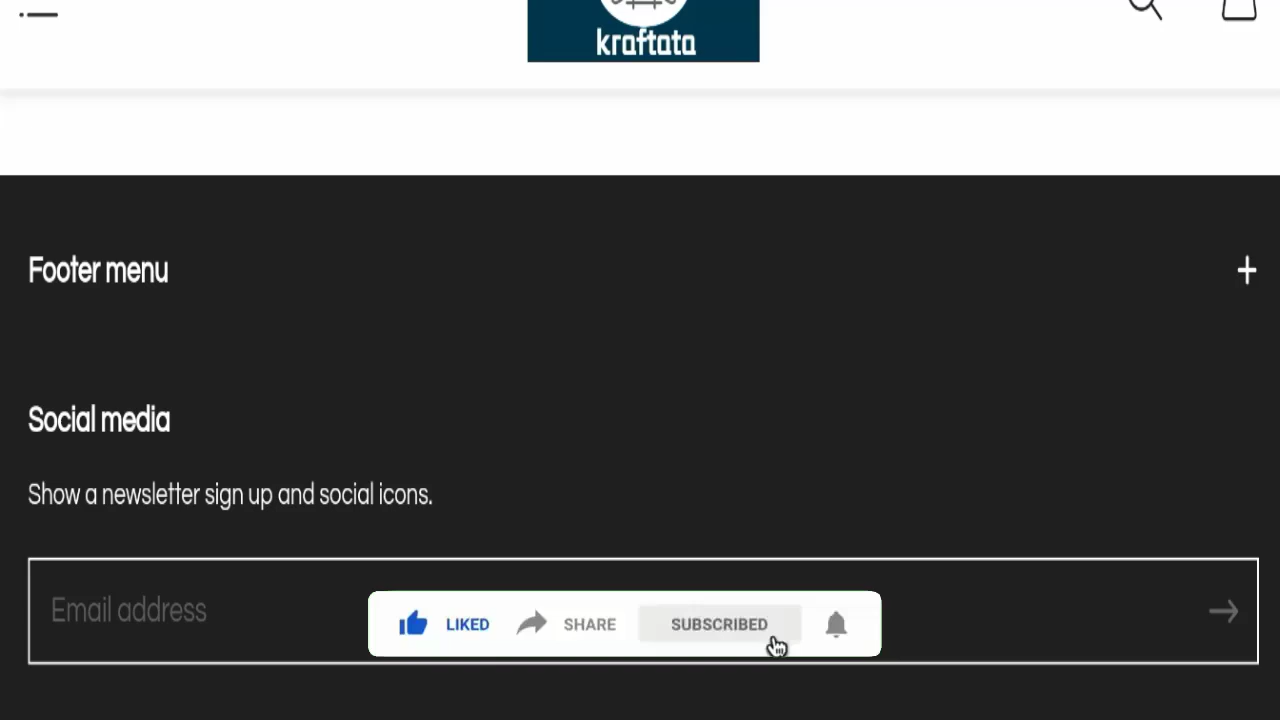 kraftata
Footer menu
Social media
Show a newsletter sign up and social icons.
Email address
LIKED SHARE SUBSCRIBED